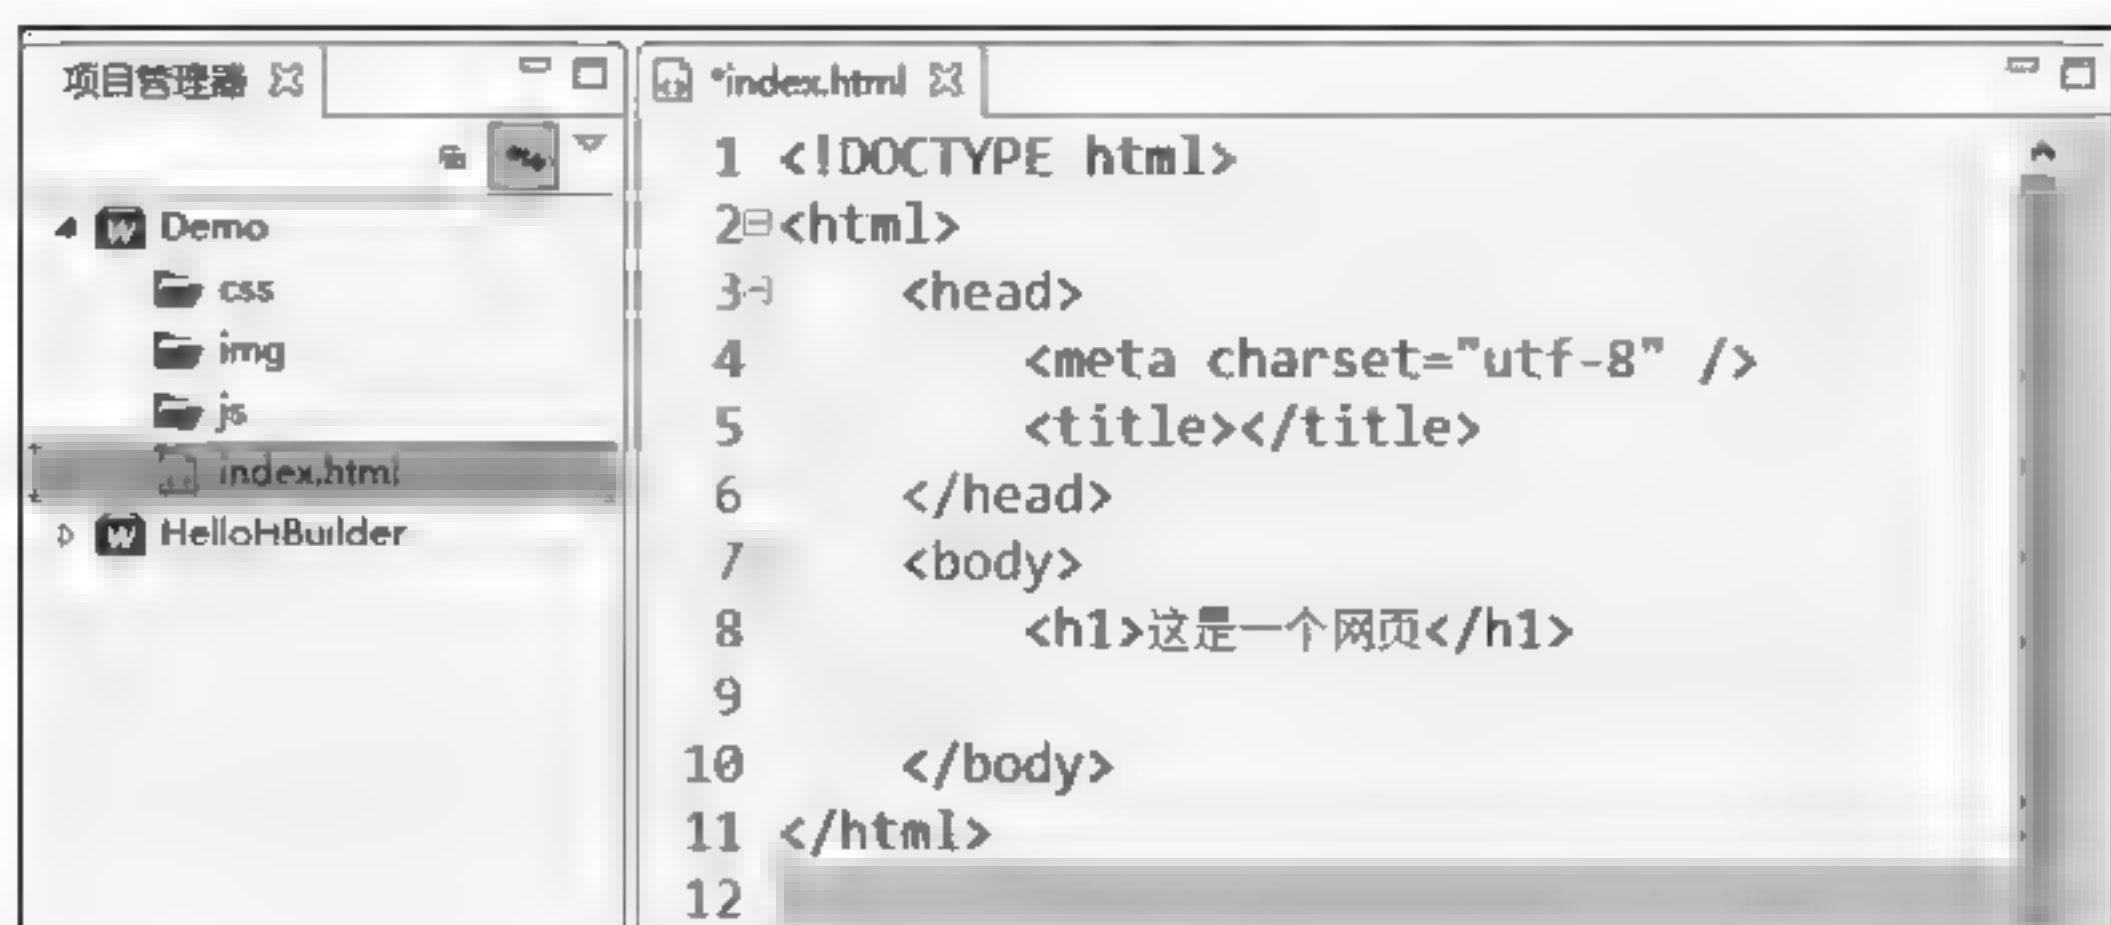 项目管理器
Demo
css
img
js
index.html
HelloHBuilder
*index.html
1 <!DOCTYPE html>
2 <html>
3     <head>
4         <meta charset="utf-8" />
5         <title></title>
6     </head>
7     <body>
8         <h1>这是一个网页</h1>
9
10     </body>
11 </html>
12